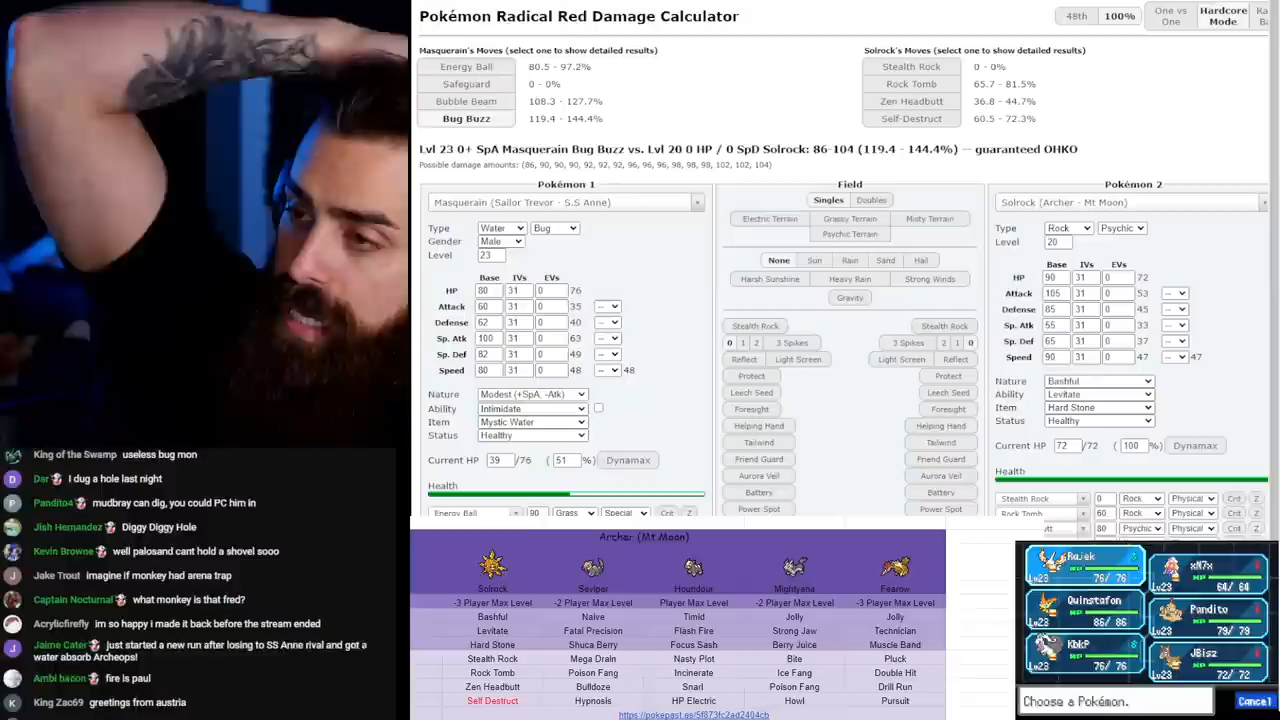 Pokémon Radical Red Damage Calculator
48th 100% One vs One Hardcore Mode
Masquerain's Moves (select one to show detailed results)
Energy Ball 80.5 - 97.2%
Safeguard 0 - 0%
Bubble Beam 108.3 - 127.7%
Bug Buzz 119.4 - 144.4%
Solrock's Moves (select one to show detailed results)
Stealth Rock 0 - 0%
Rock Tomb 65.7 - 81.5%
Zen Headbutt 36.8 - 44.7%
Self-Destruct 60.5 - 72.3%
Lvl 23 0+ SpA Masquerain Bug Buzz vs. Lvl 20 0 HP / 0 SpD Solrock: 86-104 (119.4 - 144.4%) — guaranteed OHKO
Possible damage amounts: (86, 90, 90, 90, 92, 92, 92, 96, 96, 96, 98, 98, 98, 102, 102, 104)
Pokémon 1
Masquerain (Sailor Trevor - S.S Anne)
Type Water Bug
Gender Male
Level 23
Base IVs EVs
HP 80 31 0 76
Attack 60 31 0 35 --
Defense 62 31 0 40 --
Sp. Atk 100 31 0 63 --
Sp. Def 82 31 0 49 --
Speed 80 31 0 48 -- 48
Nature Modest (+SpA, -Atk)
Ability Intimidate
Item Mystic Water
Status Healthy
Current HP 39 /76 ( 51 %) Dynamax
Health
Energy Ball 90 Grass Special Crit Z
Field
Singles Doubles
Electric Terrain Grassy Terrain Misty Terrain
Psychic Terrain
None Sun Rain Sand Hail
Harsh Sunshine Heavy Rain Strong Winds
Gravity
Stealth Rock Stealth Rock
0 1 2 3 Spikes 3 Spikes 2 1 0
Reflect Light Screen Light Screen Reflect
Protect Protect
Leech Seed Leech Seed
Foresight Foresight
Helping Hand Helping Hand
Tailwind Tailwind
Friend Guard Friend Guard
Aurora Veil Aurora Veil
Battery Battery
Power Spot Power Spot
Pokémon 2
Solrock (Archer - Mt Moon)
Type Rock Psychic
Level 20
Base IVs EVs
HP 90 31 0 72
Attack 105 31 0 53 --
Defense 85 31 0 45 --
Sp. Atk 55 31 0 33 --
Sp. Def 65 31 0 37 --
Speed 90 31 0 47 -- 47
Nature Bashful
Ability Levitate
Item Hard Stone
Status Healthy
Current HP 72 /72 ( 100 %) Dynamax
Health
Stealth Rock 0 Rock Physical Crit Z
Rock Tomb 60 Rock Physical Crit Z
80 Psychic Physical Crit Z
King of the Swamp useless bug mon
Dar I dug a hole last night
Pandito4 mudbray can dig, you could PC him in
Jish Hernandez Diggy Diggy Hole
Kevin Browne well palosand cant hold a shovel sooo
Jake Trout imagine if monkey had arena trap
Captain Nocturnal what monkey is that fred?
Acrylicfirefly im so happy i made it back before the stream ended
Jaime Cater just started a new run after losing to SS Anne rival and got a
water absorb Archeops!
Ambi bacon fire is paul
King Zac69 greetings from austria
Archer (Mt.Moon)
Solrock Seviper Houndour Mightyena Fearow
-3 Player Max Level -2 Player Max Level Player Max Level -2 Player Max Level -3 Player Max Level
Bashful Naive Timid Jolly Jolly
Levitate Fatal Precision Flash Fire Strong Jaw Technician
Hard Stone Shuca Berry Focus Sash Berry Juice Muscle Band
Stealth Rock Mega Drain Nasty Plot Bite Pluck
Rock Tomb Poison Fang Incinerate Ice Fang Double Hit
Zen Headbutt Bulldoze Snarl Poison Fang Drill Run
Self Destruct Hypnosis HP Electric Howl Pursuit
https://pokepast.es/5f873fc2ad2404cb
Rajek
HP
Lv23 76/ 76
xN7x
HP
Lv23 64/ 64
Quinstafon
HP
Lv23 86/ 86
Pandito
HP
Lv23 79/ 79
KbkP
HP
Lv23 76/ 76
JBisz
HP
Lv23 72/ 72
Choose a Pokémon.
Cancel